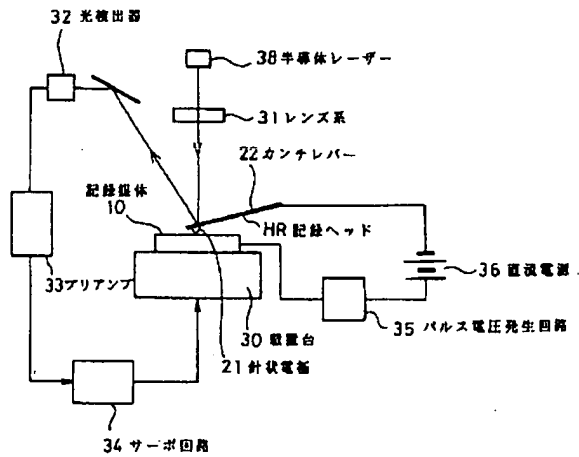 32 光検出器
38 半導体レーザー
31 レンズ系
22 カンチレバー
記録媒体
10
HR 記録ヘッド
33 プリアンプ
36 直流電源
30 載置台
35 パルス電圧発生回路
21 針状電極
34 サーボ回路